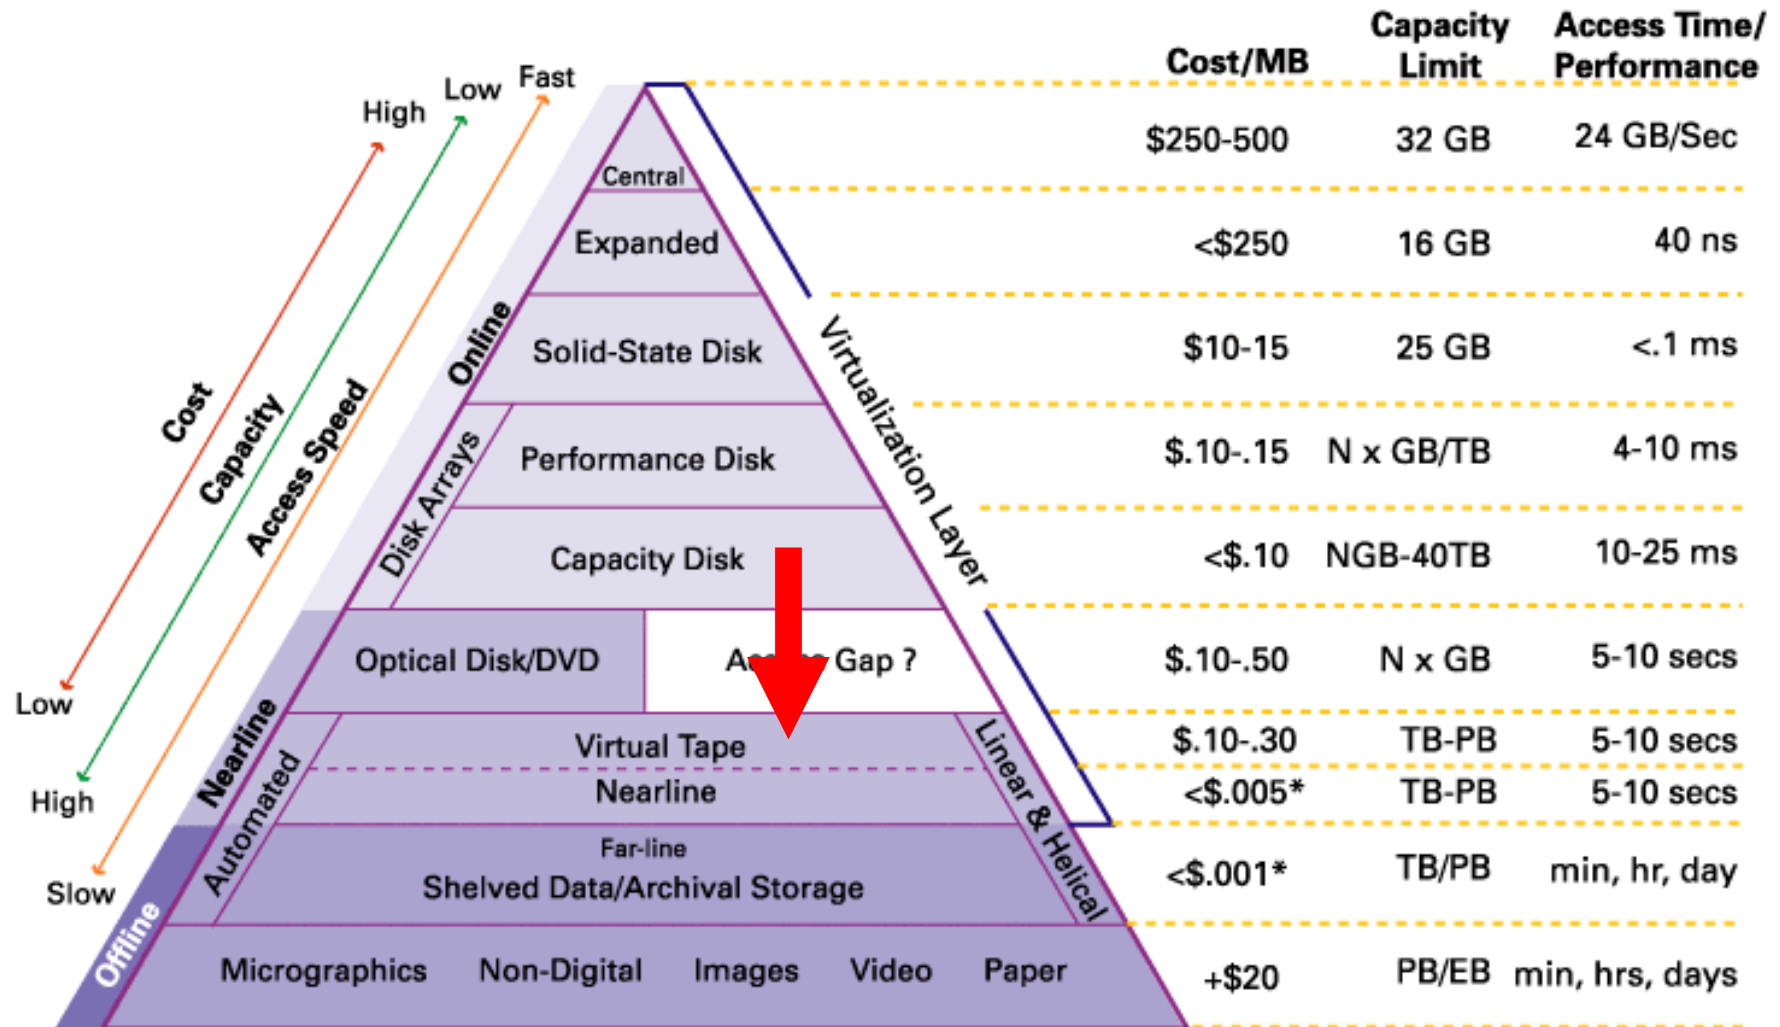 Cost/MB
Capacity Limit
Access Time/ Performance
High
Low
Fast
Cost
Capacity
Access Speed
Low
High
Slow
Online
Nearline
Offline
Virtualization Layer
Central
$250-500 32 GB 24 GB/Sec
Expanded
<$250 16 GB 40 ns
Solid-State Disk
$10-15 25 GB <.1 ms
Disk Arrays
Performance Disk
$.10-.15 N x GB/TB 4-10 ms
Capacity Disk
<$.10 NGB-40TB 10-25 ms
Optical Disk/DVD
Gap ?
$.10-.50 N x GB 5-10 secs
Automated
Linear & Helical
Virtual Tape
$.10-.30 TB-PB 5-10 secs
Nearline
<$.005* TB-PB 5-10 secs
Far-line
Shelved Data/Archival Storage
<$.001* TB/PB min, hr, day
Micrographics Non-Digital Images Video Paper
+$20 PB/EB min, hrs, days